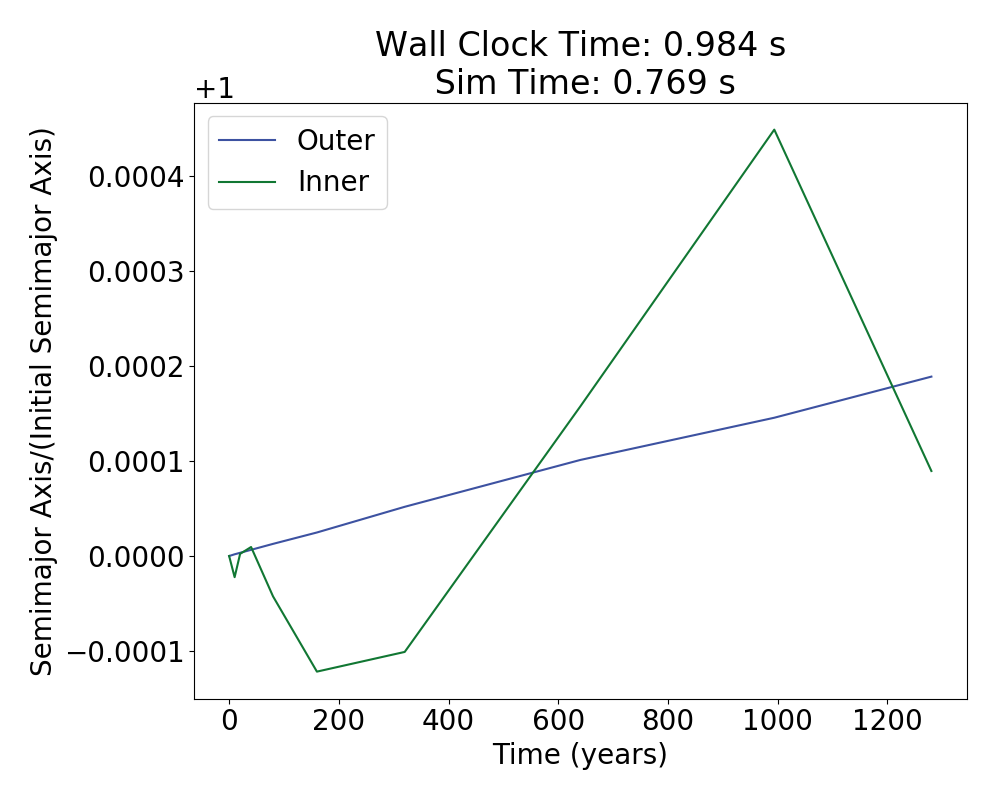 Wall Clock Time: 0.984 s
Sim Time: 0.769 s
+1
Outer
Inner
Semimajor Axis/(Initial Semimajor Axis)
0.0004
0.0003
0.0002
0.0001
0.0000
−0.0001
0 200 400 600 800 1000 1200
Time (years)